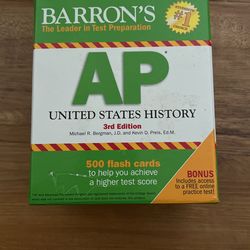 BARRON'S
#1
The Leader in Test Preparation
AP
UNITED STATES HISTORY
3rd Edition
Michael R. Bergman, J.D. and Kevin D. Preis, Ed.M.
500 flash cards
to help you achieve
a higher test score
BONUS
Includes access
to a FREE online
practice test!